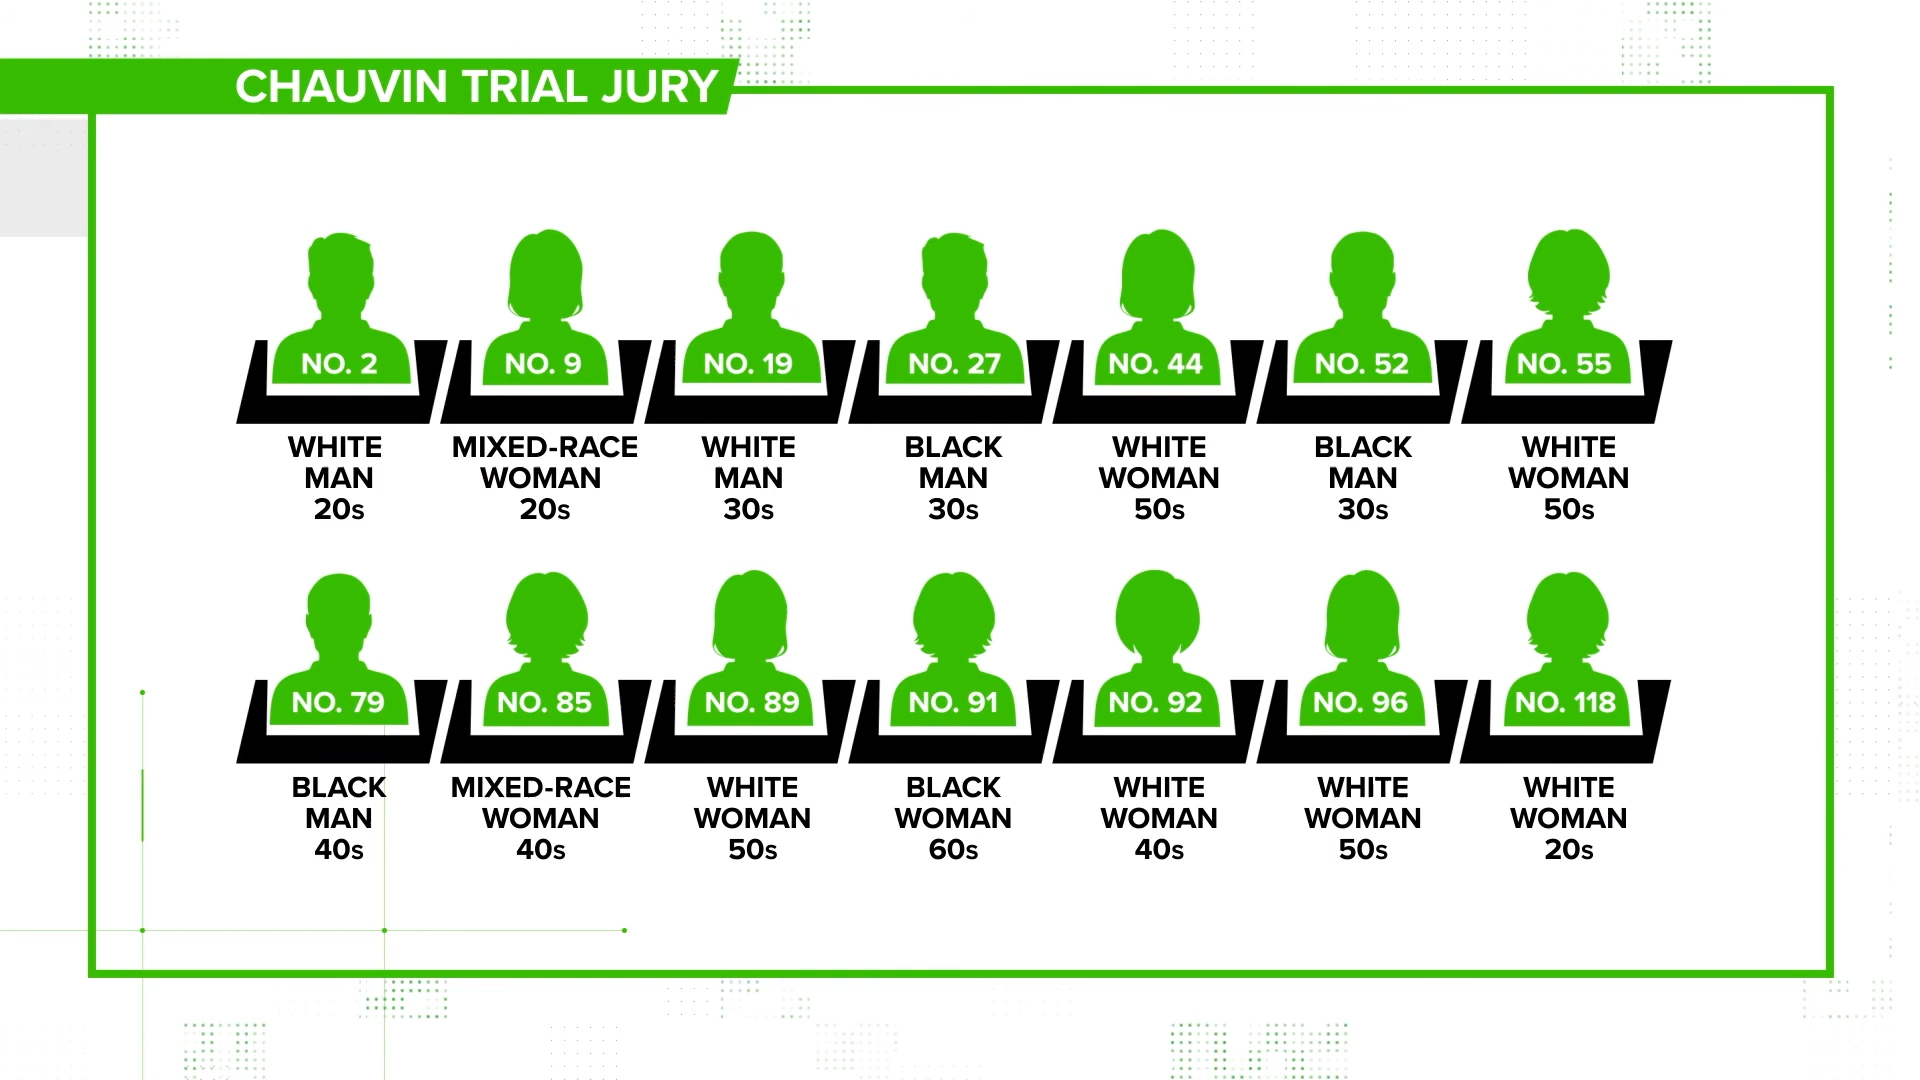 CHAUVIN TRIAL JURY
NO. 2
NO. 9
NO. 19
NO. 27
NO. 44
NO. 52
NO. 55
WHITE
MAN
20s
MIXED-RACE
WOMAN
20s
WHITE
MAN
30s
BLACK
MAN
30s
WHITE
WOMAN
50s
BLACK
MAN
30s
WHITE
WOMAN
50s
NO. 79
NO. 85
NO. 89
NO. 91
NO. 92
NO. 96
NO. 118
BLACK
MAN
40s
MIXED-RACE
WOMAN
40s
WHITE
WOMAN
50s
BLACK
WOMAN
60s
WHITE
WOMAN
40s
WHITE
WOMAN
50s
WHITE
WOMAN
20s